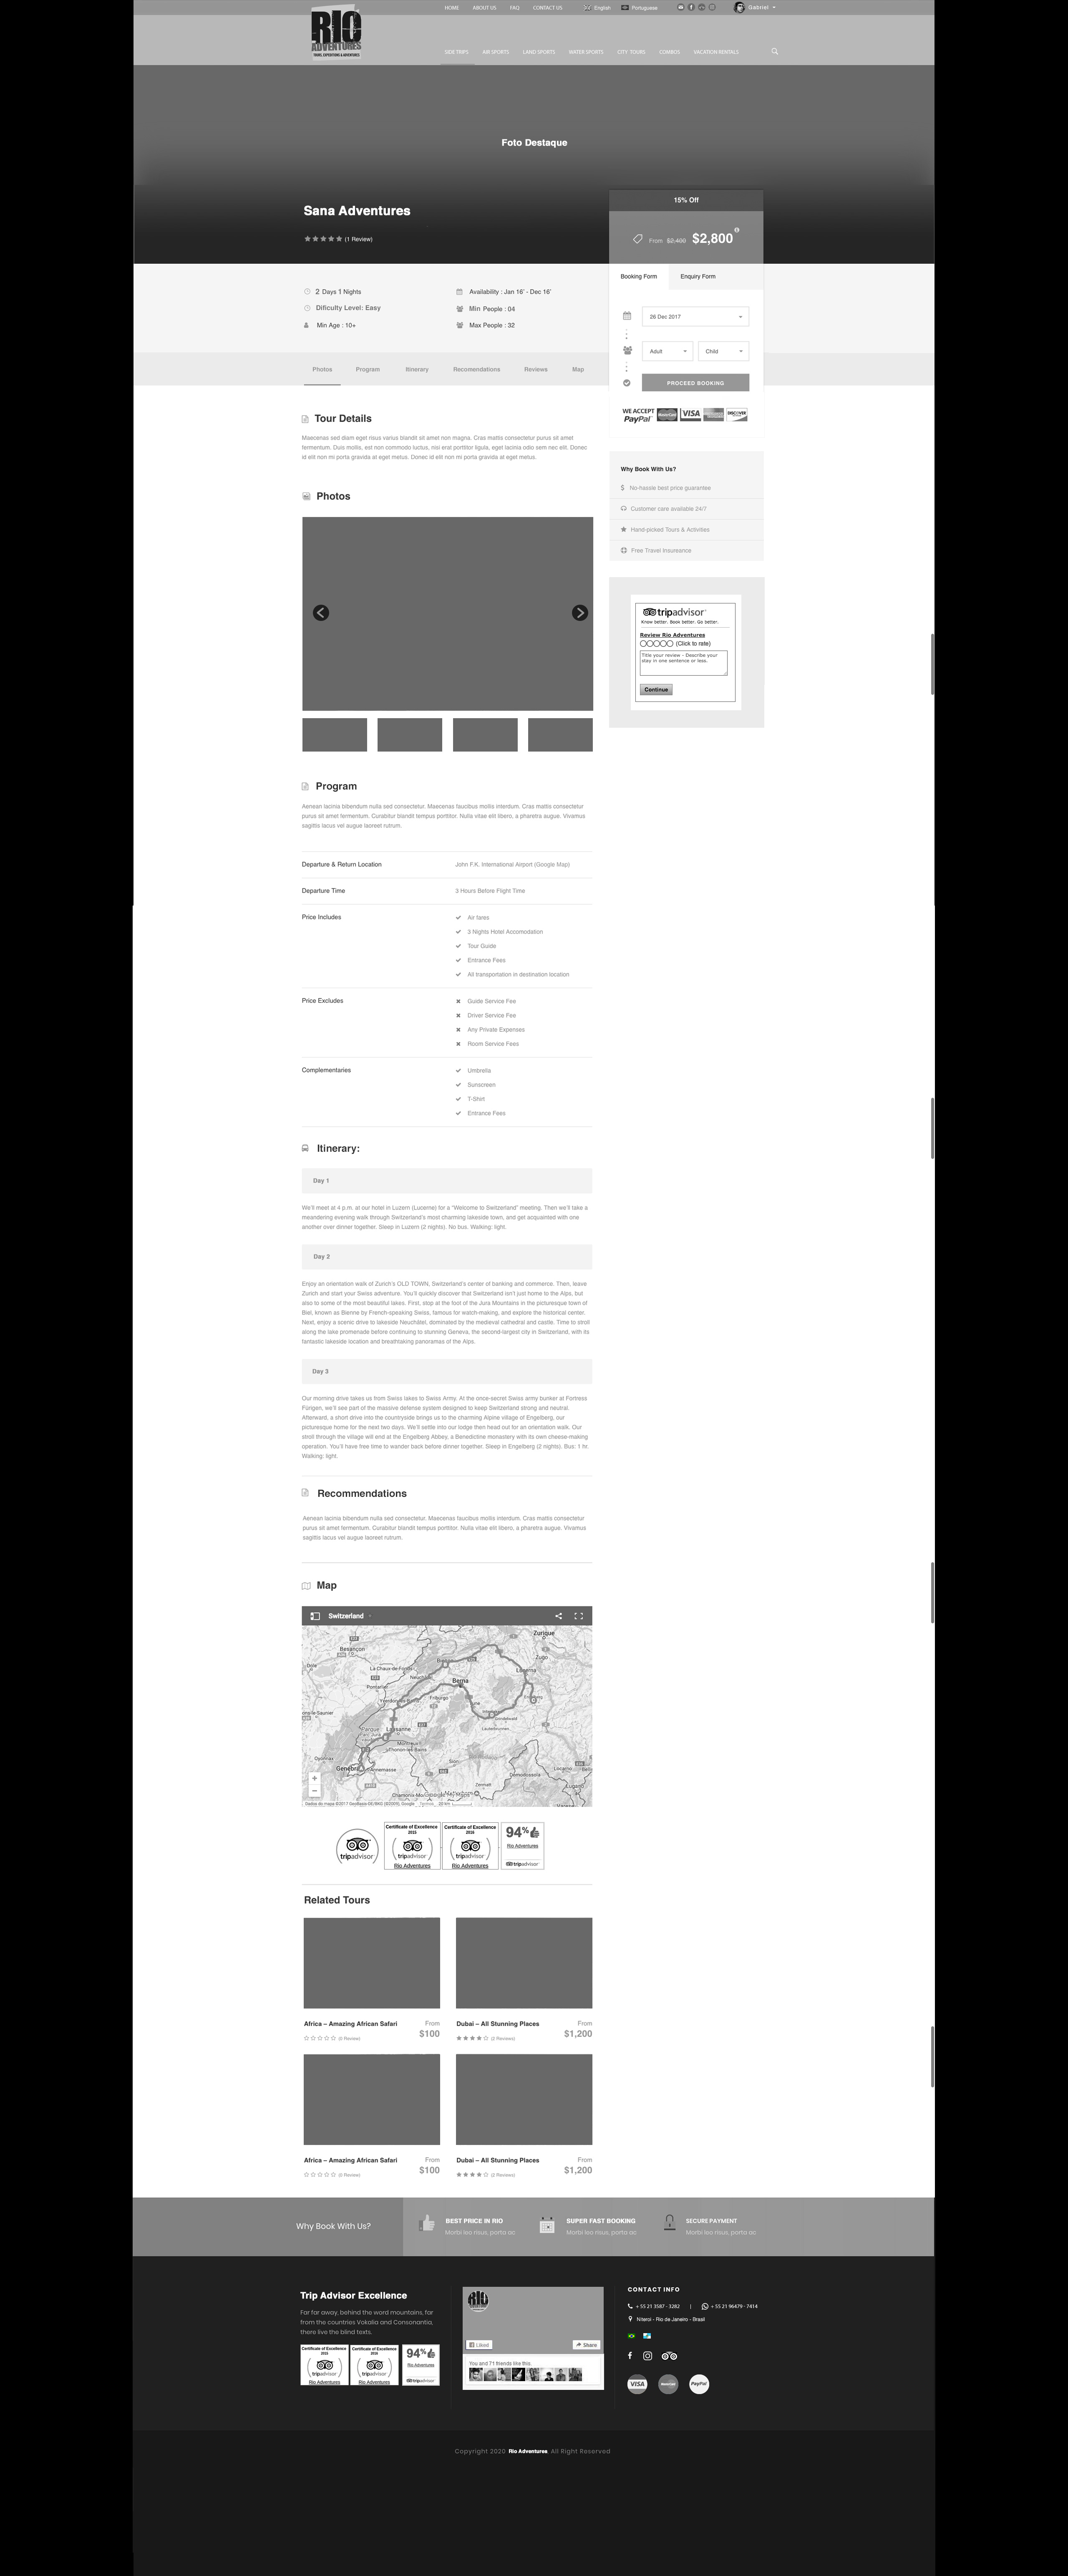 HOME ABOUT US FAQ CONTACT US English Portuguese Gabriel
RIO
ADVENTURES
TRAVEL EXPEDITIONS & ADVENTURES
SIDE TRIPS AIR SPORTS LAND SPORTS WATER SPORTS CITY TOURS COMBOS VACATION RENTALS
Foto Destaque
15% Off
Sana Adventures
From $2,400 $2,800
(1 Review)
Booking Form Enquiry Form
2 Days 1 Nights
Availability : Jan 16' - Dec 16'
Dificulty Level: Easy
Min People : 04
Min Age : 10+
Max People : 32
26 Dec 2017
Adult Child
PROCEED BOOKING
Photos Program Itinerary Recomendations Reviews Map
WE ACCEPT
PayPal MasterCard VISA DISCOVER
Tour Details
Maecenas sed diam eget risus varius blandit sit amet non magna. Cras mattis consectetur purus sit amet
fermentum. Duis mollis, est non commodo luctus, nisi erat porttitor ligula, eget lacinia odio sem nec elit. Donec
id elit non mi porta gravida at eget metus. Donec id elit non mi porta gravida at eget metus.
Why Book With Us?
No-hassle best price guarantee
Customer care available 24/7
Hand-picked Tours & Activities
Free Travel Insureance
Photos
tripadvisor
Know better. Book better. Go better.
Review Rio Adventures
(Click to rate)
Title your review - Describe your
stay in one sentence or less.
Continue
Program
Aenean lacinia bibendum nulla sed consectetur. Maecenas faucibus mollis interdum. Cras mattis consectetur
purus sit amet fermentum. Curabitur blandit tempus porttitor. Nulla vitae elit libero, a pharetra augue. Vivamus
sagittis lacus vel augue laoreet rutrum.
Departure & Return Location John F.K. International Airport (Google Map)
Departure Time 3 Hours Before Flight Time
Price Includes Air fares
3 Nights Hotel Accomodation
Tour Guide
Entrance Fees
All transportation in destination location
Price Excludes Guide Service Fee
Driver Service Fee
Any Private Expenses
Room Service Fees
Complementaries Umbrella
Sunscreen
T-Shirt
Entrance Fees
Itinerary:
Day 1
We'll meet at 4 p.m. at our hotel in Luzern (Lucerne) for a "Welcome to Switzerland" meeting. Then we'll take a
meandering evening walk through Switzerland's most charming lakeside town, and get acquainted with one
another over dinner together. Sleep in Luzern (2 nights). No bus. Walking: light.
Day 2
Enjoy an orientation walk of Zurich's OLD TOWN, Switzerland's center of banking and commerce. Then, leave
Zurich and start your Swiss adventure. You'll quickly discover that Switzerland isn't just home to the Alps, but
also to some of the most beautiful lakes. First, stop at the foot of the Jura Mountains in the picturesque town of
Biel, known as Bienne by French-speaking Swiss, famous for watch-making, and explore the historical center.
Next, enjoy a scenic drive to lakeside Neuchâtel, dominated by the medieval cathedral and castle. Time to stroll
along the lake promenade before continuing to stunning Geneva, the second-largest city in Switzerland, with its
fantastic lakeside location and breathtaking panoramas of the Alps.
Day 3
Our morning drive takes us from Swiss lakes to Swiss Army. At the once-secret Swiss army bunker at Fortress
Fürigen, we'll see part of the massive defense system designed to keep Switzerland strong and neutral.
Afterward, a short drive into the countryside brings us to the charming Alpine village of Engelberg, our
picturesque home for the next two days. We'll settle into our lodge then head out for an orientation walk. Our
stroll through the village will end at the Engelberg Abbey, a Benedictine monastery with its own cheese-making
operation. You'll have free time to wander back before dinner together. Sleep in Engelberg (2 nights). Bus: 1 hr.
Walking: light.
Recommendations
Aenean lacinia bibendum nulla sed consectetur. Maecenas faucibus mollis interdum. Cras mattis consectetur
purus sit amet fermentum. Curabitur blandit tempus porttitor. Nulla vitae elit libero, a pharetra augue. Vivamus
sagittis lacus vel augue laoreet rutrum.
Map
Switzerland
Zurique
Besançon
Zugo
La Chaux-de-Fonds
Lucerna
Pontarlier
Berna
Friburgo
Grindelwald
Lauterbrunnen
Lausanne
Montreux
Thonon-les-Bains
Sion
Genebra
Annemasse
Domodossola
Locarno
Lugano
Zermatt
Google My Maps
Certificate of Excellence
2015
tripadvisor
Rio Adventures
Certificate of Excellence
2016
tripadvisor
Rio Adventures
94%
Rio Adventures
tripadvisor
tripadvisor
Related Tours
Africa – Amazing African Safari From
(0 Review) $100
Dubai – All Stunning Places From
(2 Reviews) $1,200
Africa – Amazing African Safari From
(0 Review) $100
Dubai – All Stunning Places From
(2 Reviews) $1,200
Why Book With Us?
BEST PRICE IN RIO
Morbi leo risus, porta ac
SUPER FAST BOOKING
Morbi leo risus, porta ac
SECURE PAYMENT
Morbi leo risus, porta ac
Trip Advisor Excellence
Far far away, behind the word mountains, far
from the countries Vokalia and Consonantia,
there live the blind texts.
Certificate of Excellence
2015
tripadvisor
Rio Adventures
Certificate of Excellence
2016
tripadvisor
Rio Adventures
94%
Rio Adventures
tripadvisor
RIO
Liked Share
You and 71 friends like this.
CONTACT INFO
+ 55 21 3587 - 3282 | + 55 21 96479 - 7414
Niteroi - Rio de Janeiro - Brasil
VISA MasterCard PayPal
Copyright 2020 Rio Adventures. All Right Reserved